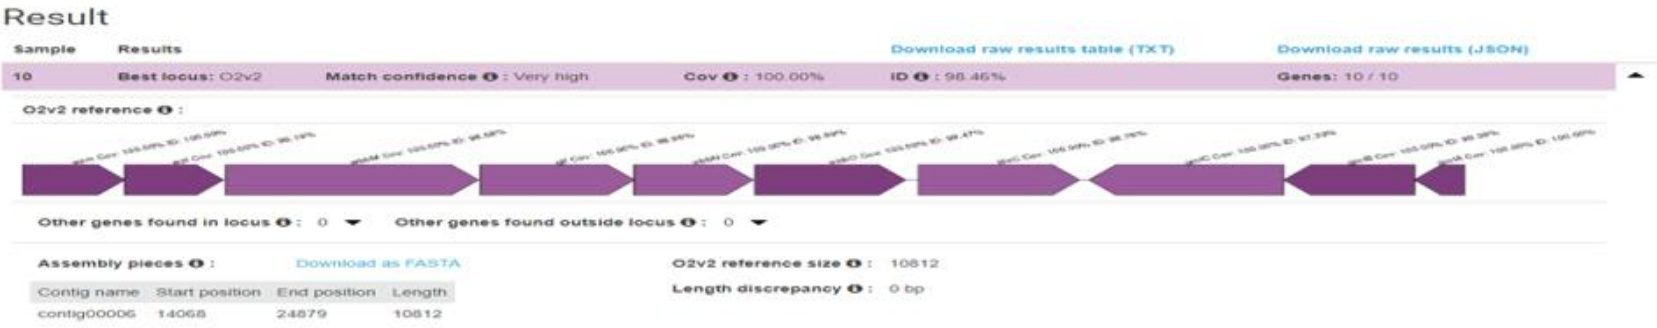 Result
Sample Results Download raw results table (TXT) Download raw results (JSON)
10 Best locus: O2v2 Match confidence : Very high Cov : 100.00% ID : 98.46% Genes: 10 / 10
O2v2 reference :
Other genes found in locus : 0 Other genes found outside locus : 0
Assembly pieces : Download as FASTA O2v2 reference size : 10812
Contig name Start position End position Length Length discrepancy : 0 bp
contig00006 14068 24879 10812